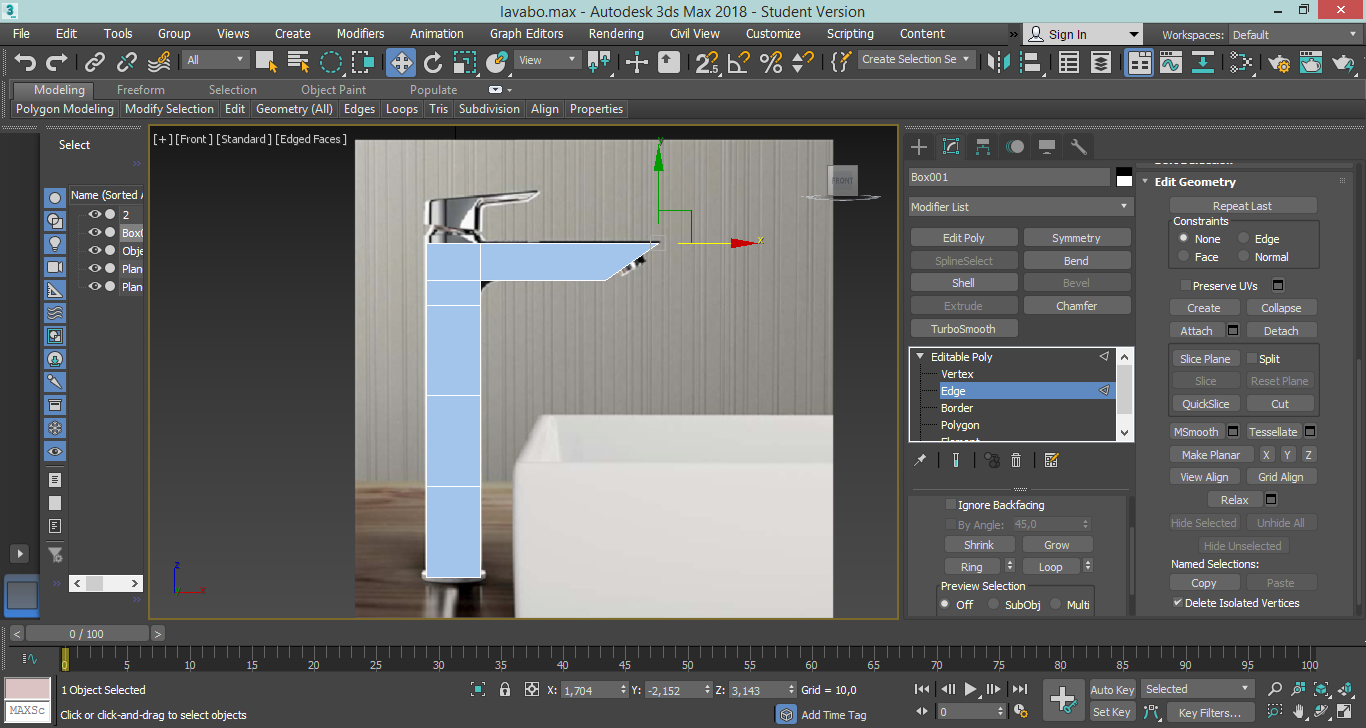 lavabo.max - Autodesk 3ds Max 2018 - Student Version
File Edit Tools Group Views Create Modifiers Animation Graph Editors Rendering Civil View Customize Scripting Content » Sign In Workspaces: Default
All View 2.5 Create Selection Se
Modeling Freeform Selection Object Paint Populate
Polygon Modeling Modify Selection Edit Geometry (All) Edges Loops Tris Subdivision Align Properties
Select
Name (Sorted A
2
Box0
Obje
Plan
Plan
[+] [Front] [Standard] [Edged Faces]
y
x
FRONT
z
x
Box001
Modifier List
Edit Poly Symmetry
SplineSelect Bend
Shell Bevel
Extrude Chamfer
TurboSmooth
Editable Poly
Vertex
Edge
Border
Polygon
Element
Ignore Backfacing
By Angle: 45,0
Shrink Grow
Ring Loop
Preview Selection
Off SubObj Multi
Edit Geometry
Repeat Last
Constraints
None Edge
Face Normal
Preserve UVs
Create Collapse
Attach Detach
Slice Plane Split
Slice Reset Plane
QuickSlice Cut
MSmooth Tessellate
Make Planar X Y Z
View Align Grid Align
Relax
Hide Selected Unhide All
Hide Unselected
Named Selections:
Copy Paste
Delete Isolated Vertices
< 0 / 100 >
0 5 10 15 20 25 30 35 40 45 50 55 60 65 70 75 80 85 90 95 100
MAXSc
1 Object Selected
Click or click-and-drag to select objects
X: 1,704 Y: -2,152 Z: 3,143 Grid = 10,0
Add Time Tag
0
Auto Key Selected
Set Key Key Filters...